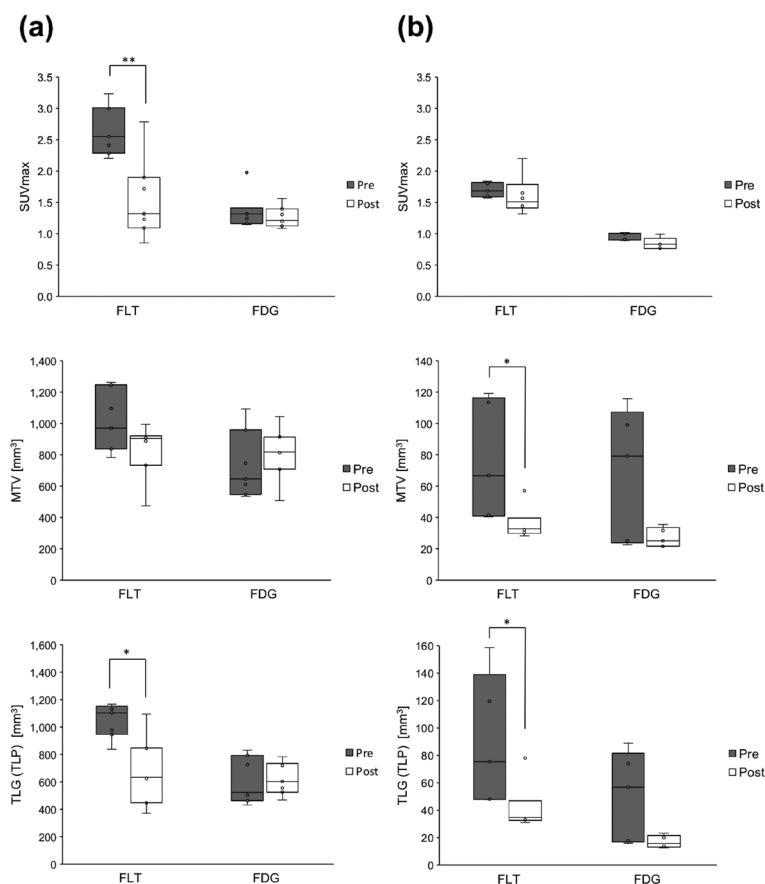 (a)
**
3.5
3.0
2.5
2.0
1.5
1.0
0.5
0.0
SUVmax
FLT
FDG
Pre
Post
(b)
3.5
3.0
2.5
2.0
1.5
1.0
0.5
0.0
SUVmax
FLT
FDG
Pre
Post
1,400
1,200
1,000
800
600
400
200
0
MTV [mm³]
FLT
FDG
Pre
Post
*
140
120
100
80
60
40
20
0
MTV [mm³]
FLT
FDG
Pre
Post
*
1,600
1,400
1,200
1,000
800
600
400
200
0
TLG (TLP) [mm³]
FLT
FDG
Pre
Post
*
160
140
120
100
80
60
40
20
0
TLG (TLP) [mm³]
FLT
FDG
Pre
Post